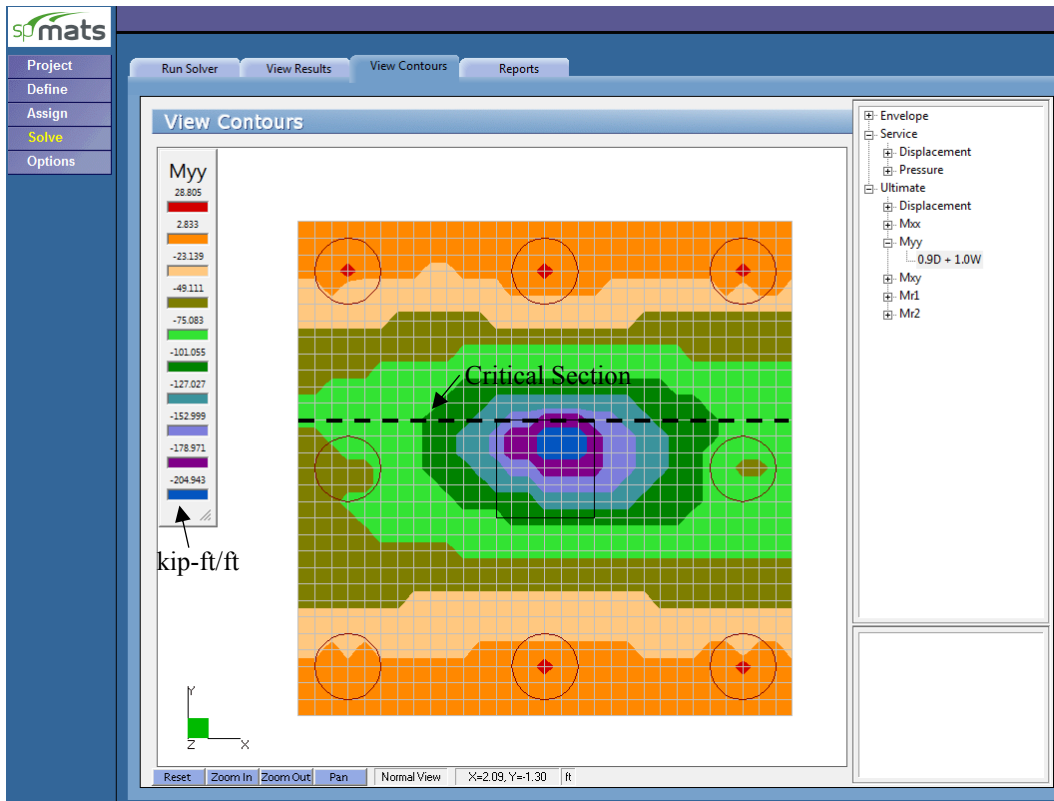 spmats
Project
Define
Assign
Solve
Options
Run Solver
View Results
View Contours
Reports
View Contours
Myy
28.805
2.833
-23.139
-49.111
-75.083
-101.055
-127.027
-152.999
-178.971
-204.943
kip-ft/ft
Critical Section
Y
Z
X
Reset
Zoom In
Zoom Out
Pan
Normal View
X=2.09, Y=-1.30
ft
Envelope
Service
Displacement
Pressure
Ultimate
Displacement
Mxx
Myy
0.9D + 1.0W
Mxy
Mr1
Mr2